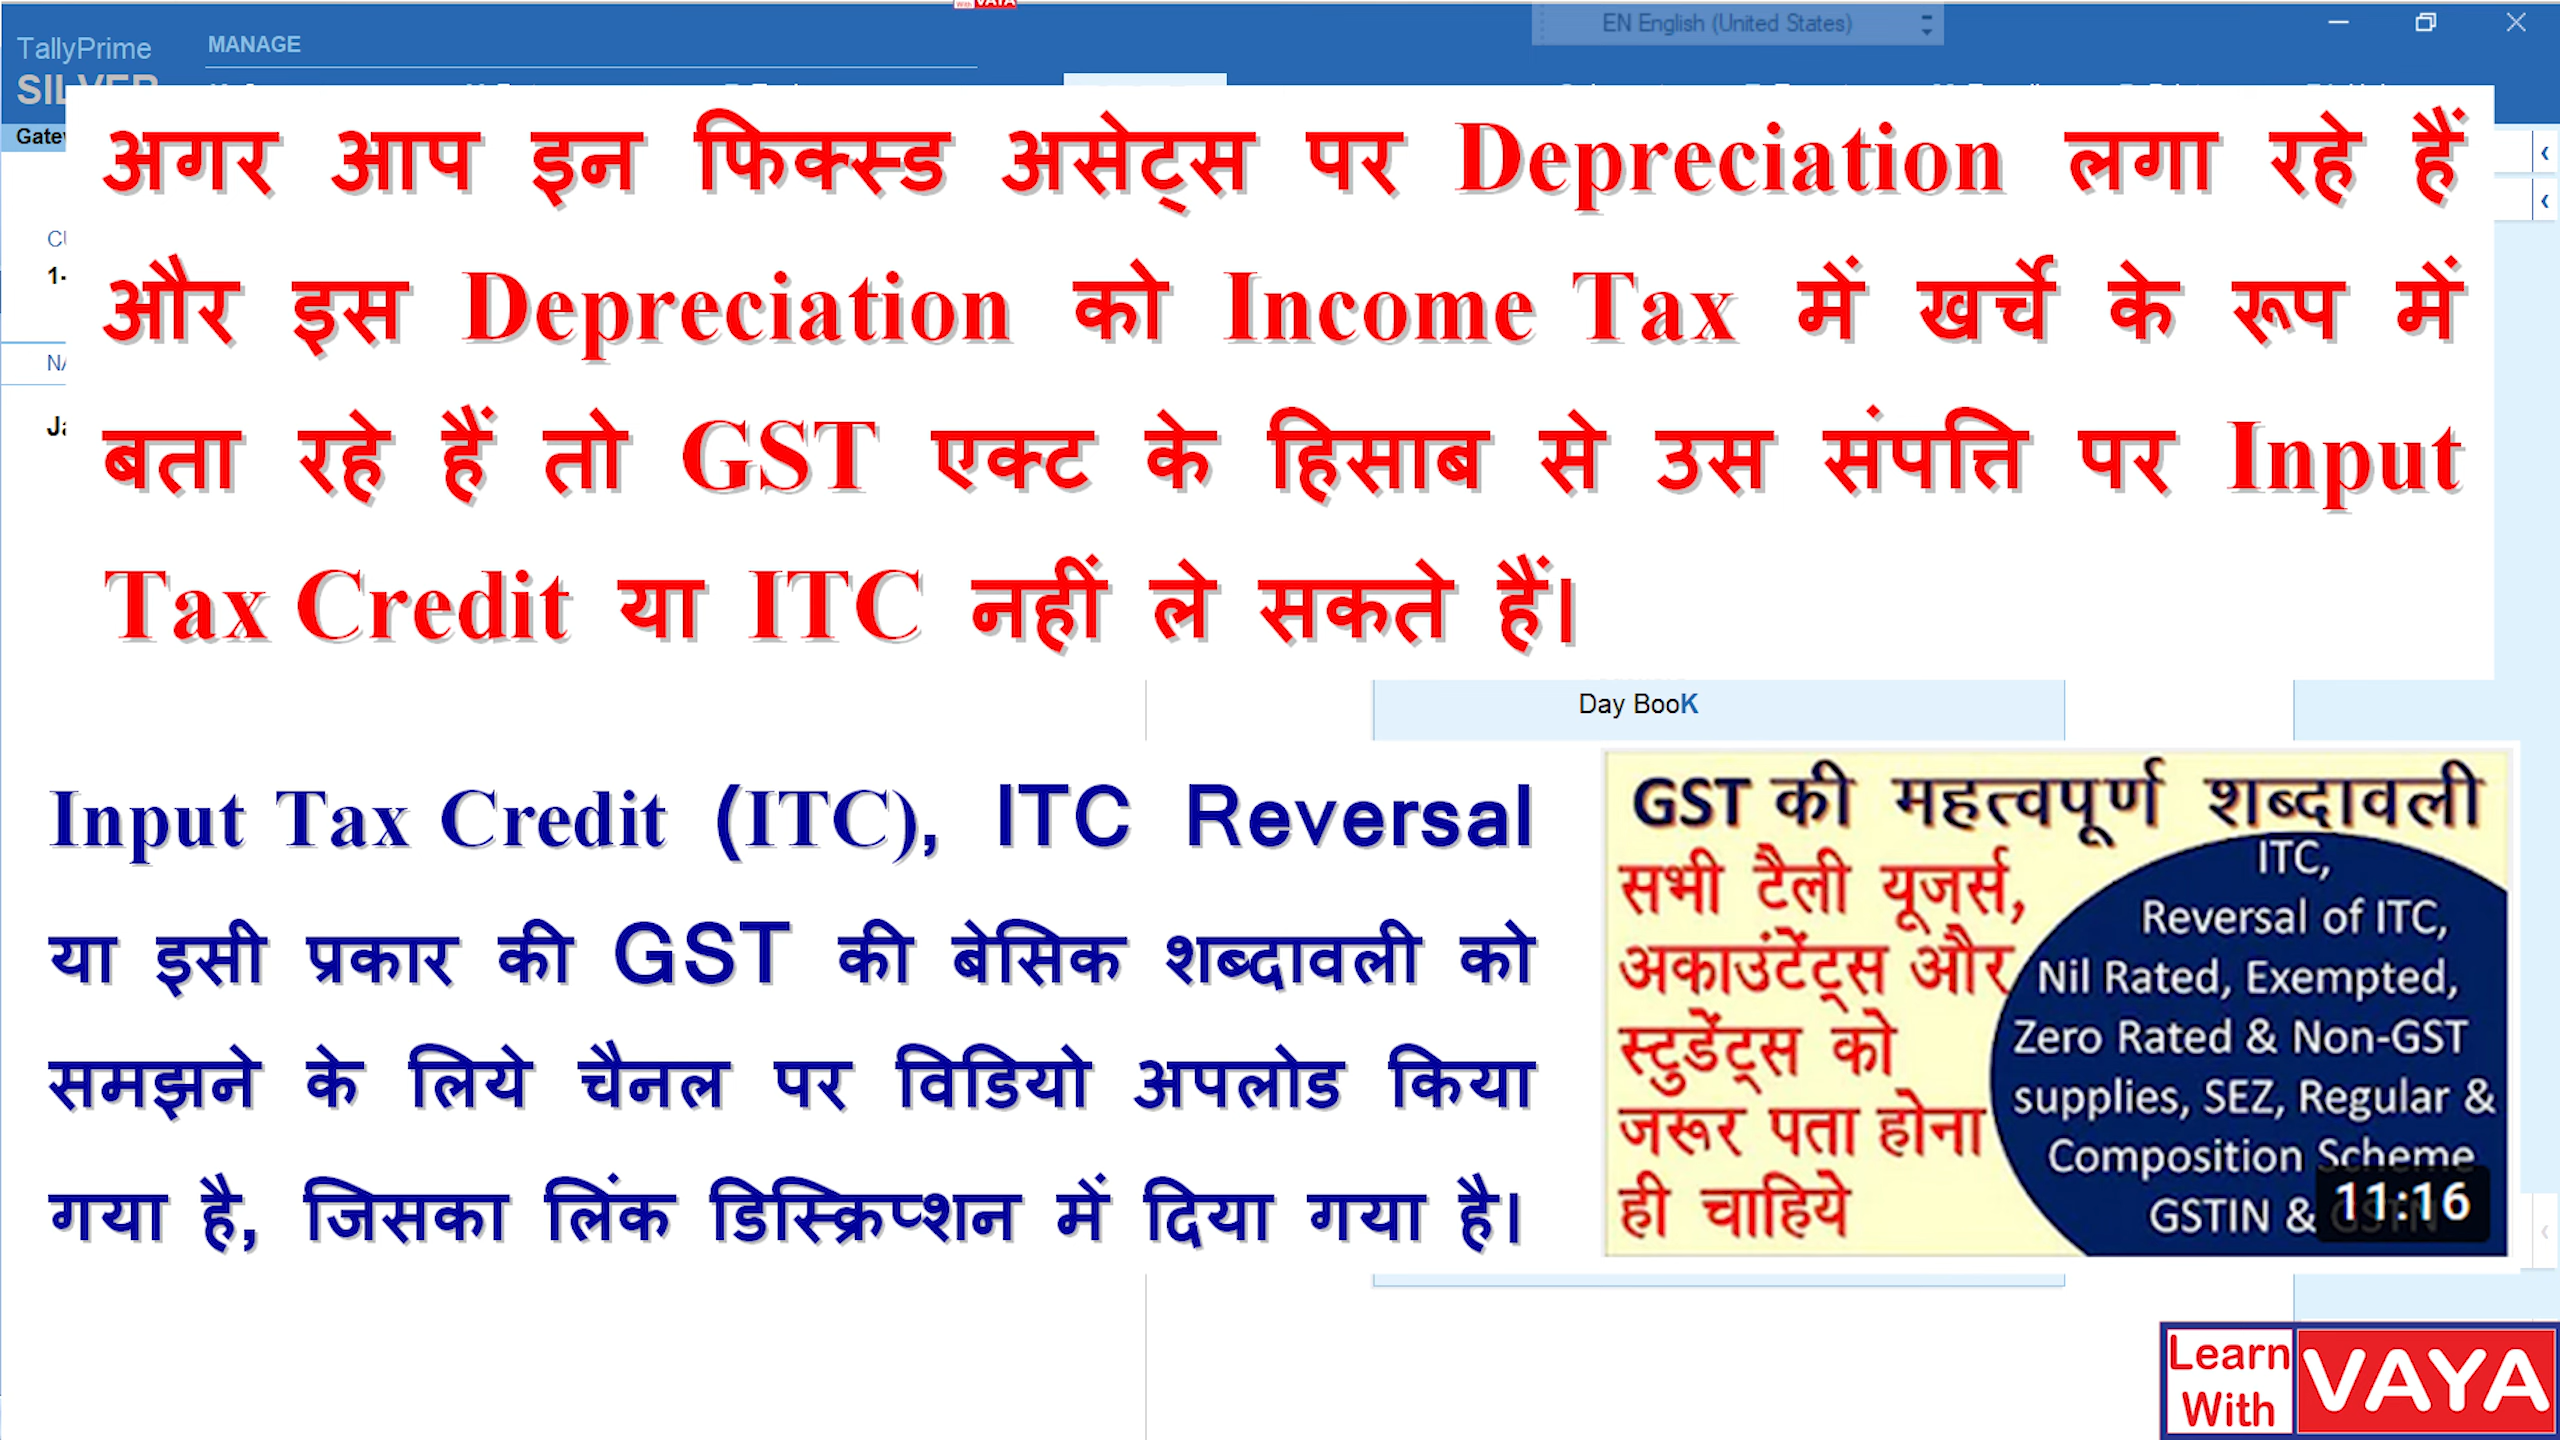 With VAYA
EN English (United States)
TallyPrime
MANAGE
SILVER
अगर आप इन फिक्स्ड असेट्स पर Depreciation लगा रहे हैं
और इस Depreciation को Income Tax में खर्चे के रूप में
बता रहे हैं तो GST एक्ट के हिसाब से उस संपत्ति पर Input
Tax Credit या ITC नहीं ले सकते हैं।
Day BooK
Input Tax Credit (ITC), ITC Reversal
या इसी प्रकार की GST की बेसिक शब्दावली को
समझने के लिये चैनल पर विडियो अपलोड किया
गया है, जिसका लिंक डिस्क्रिप्शन में दिया गया है।
GST की महत्वपूर्ण शब्दावली
सभी टैली यूजर्स,
अकाउंटेंट्स और
स्टुडेंट्स को
जरूर पता होना
ही चाहिये
ITC,
Reversal of ITC,
Nil Rated, Exempted,
Zero Rated & Non-GST
supplies, SEZ, Regular &
Composition Scheme
GSTIN & GSTN
11:16
Learn
With
VAYA